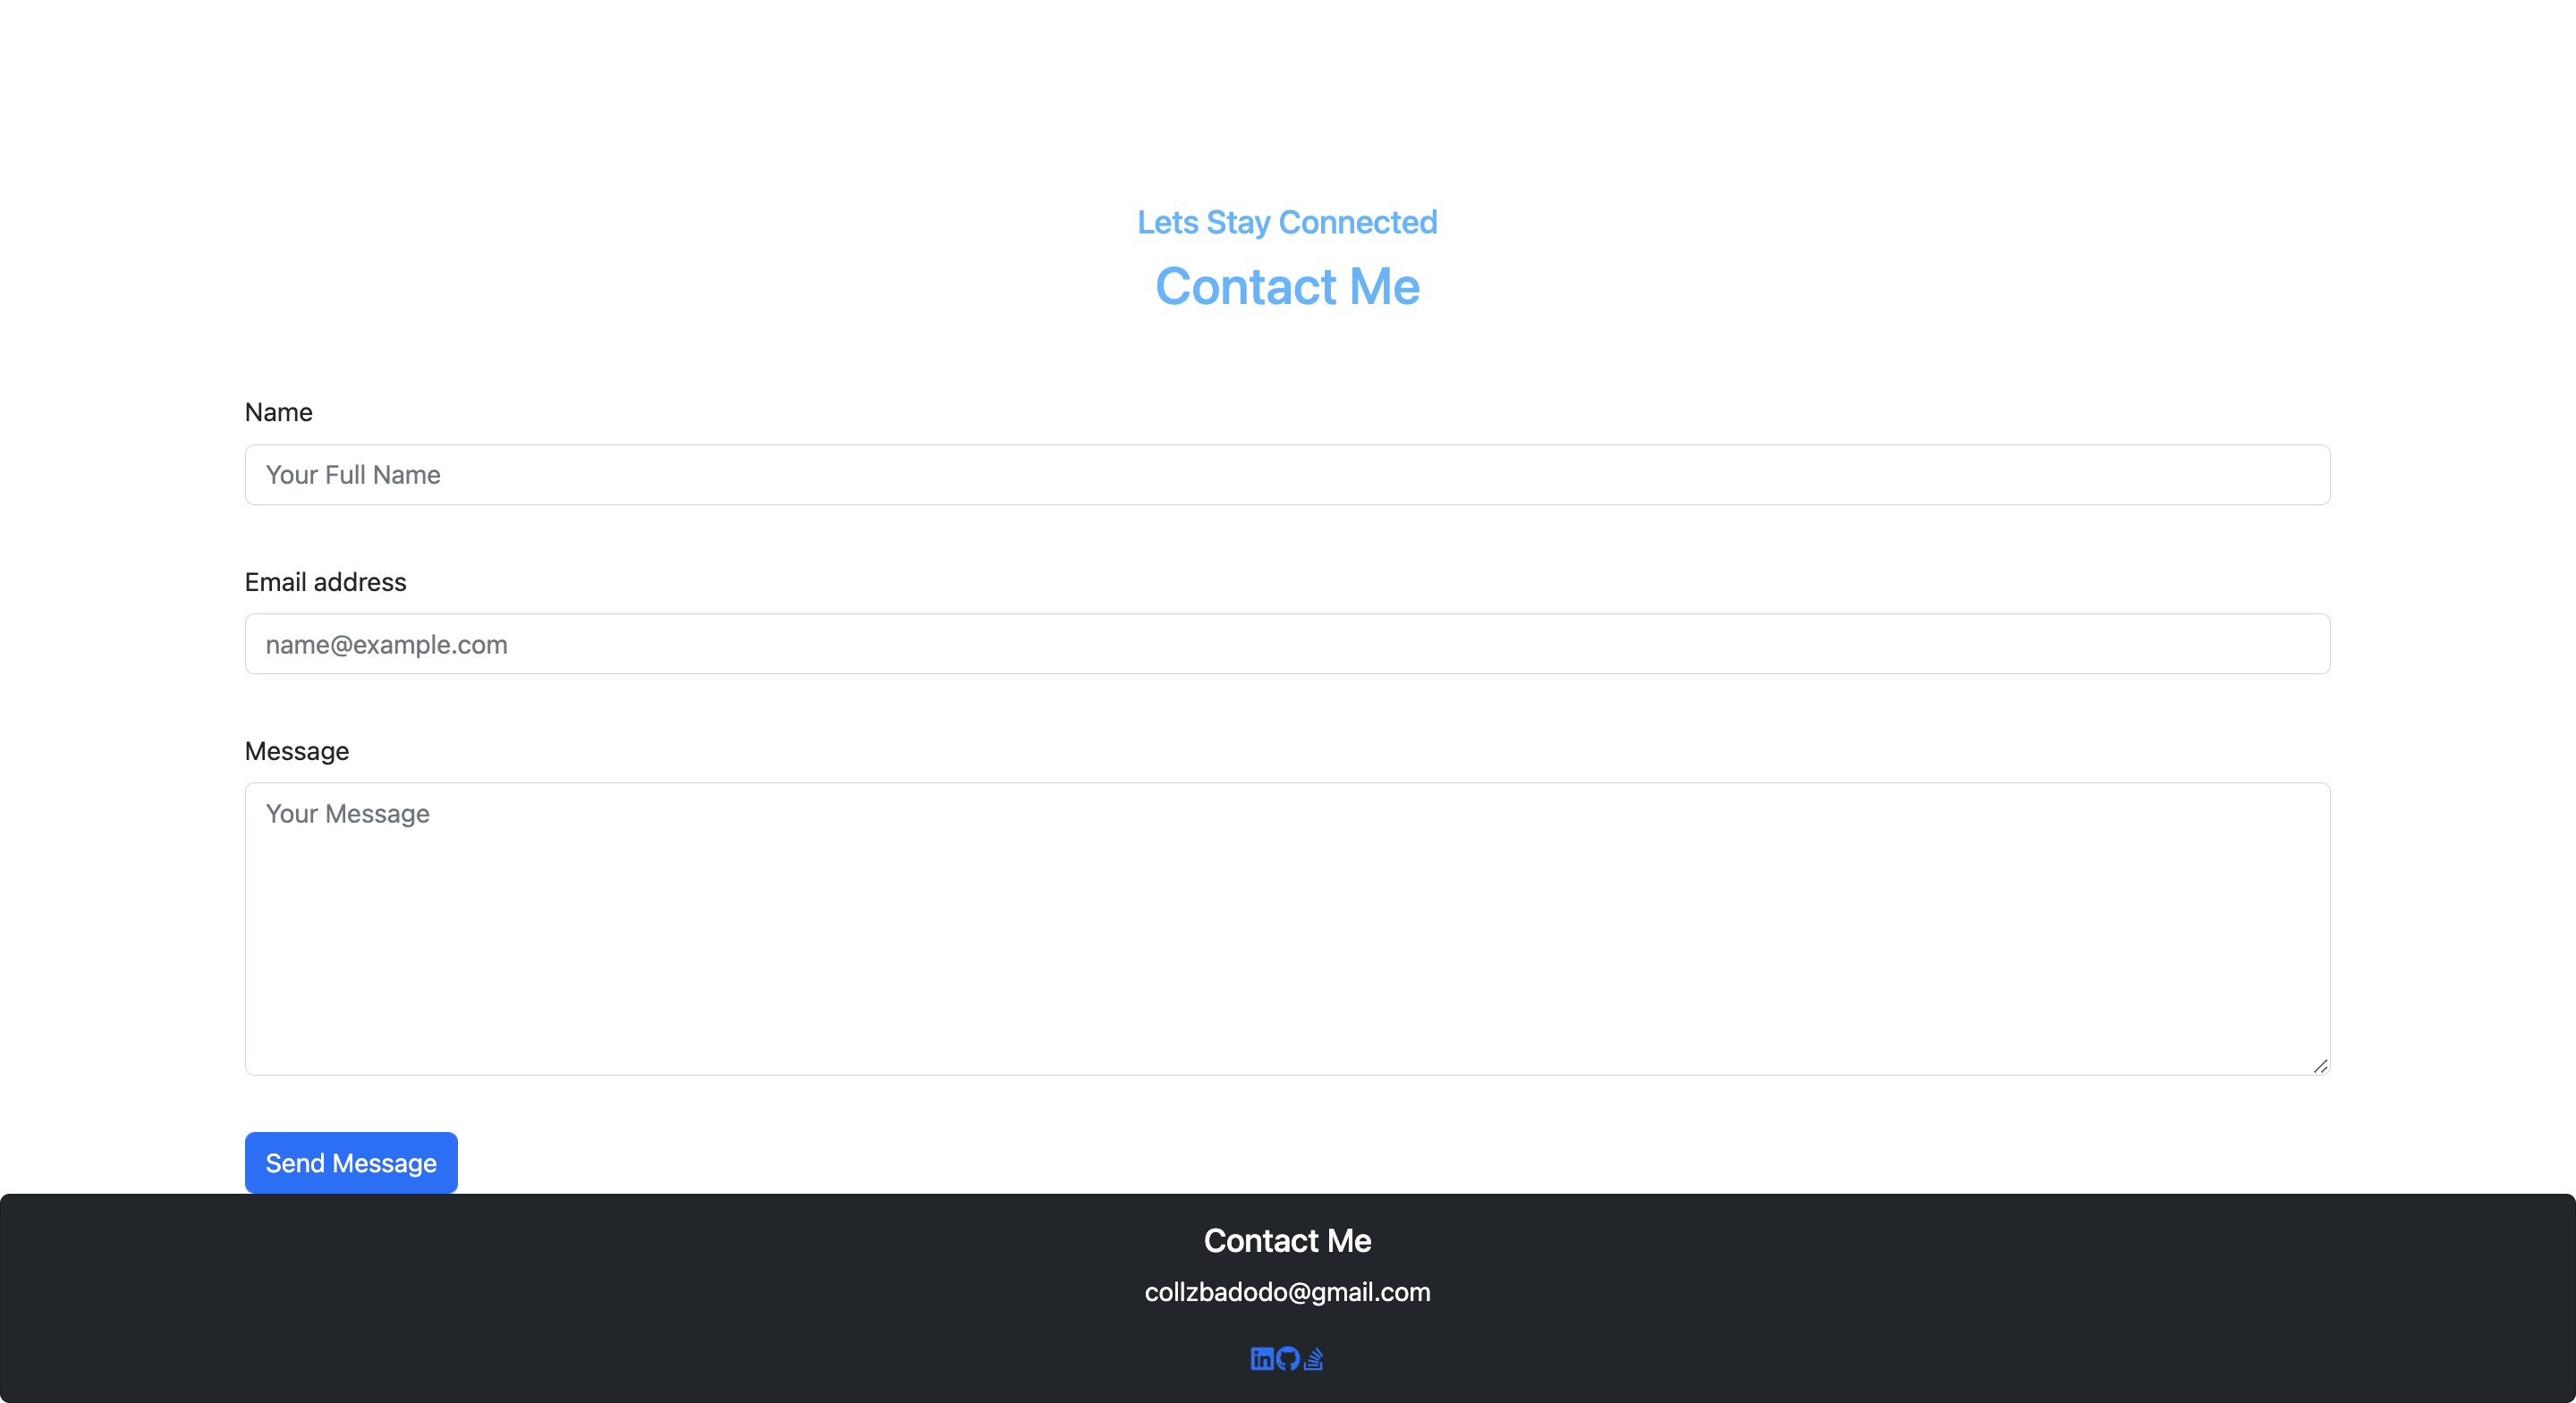 Lets Stay Connected
Contact Me
Name
Your Full Name
Email address
name@example.com
Message
Your Message
Send Message
Contact Me
collzbadodo@gmail.com
in